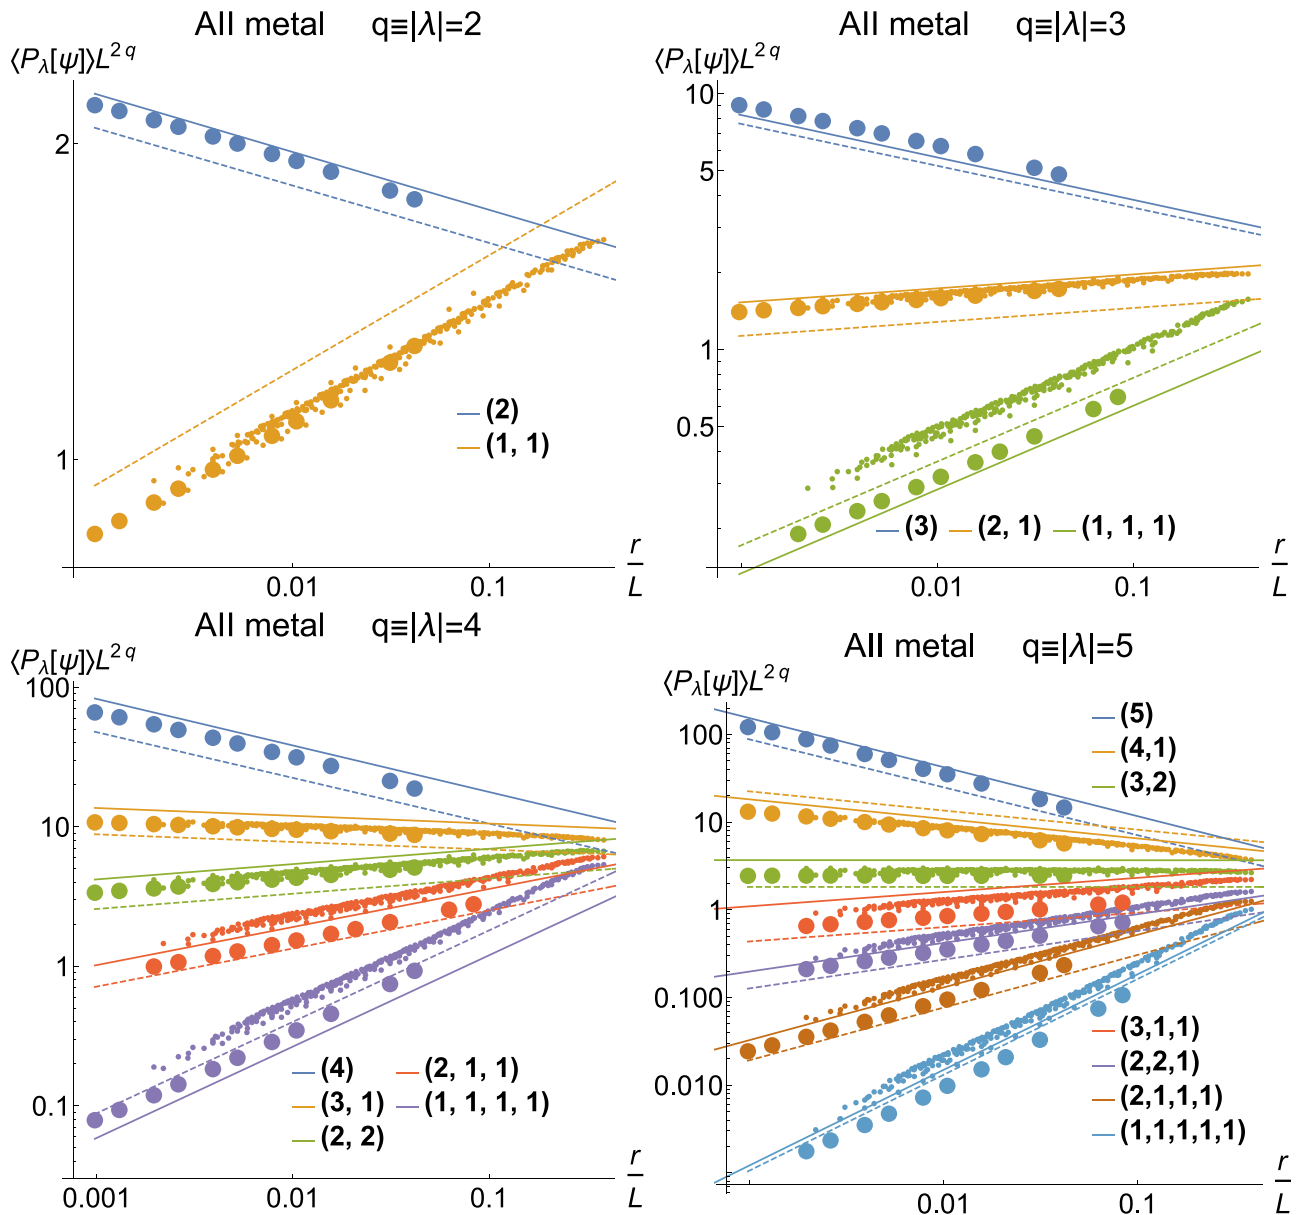 AII metal q≡|λ|=2
⟨P_λ[ψ]⟩L^{2 q}
2
1
(2)
(1, 1)
0.01 0.1
r/L
AII metal q≡|λ|=3
⟨P_λ[ψ]⟩L^{2 q}
10
5
1
0.5
(3) (2, 1) (1, 1, 1)
0.01 0.1
r/L
AII metal q≡|λ|=4
⟨P_λ[ψ]⟩L^{2 q}
100
10
1
0.1
(4) (2, 1, 1)
(3, 1) (1, 1, 1, 1)
(2, 2)
0.001 0.01 0.1
r/L
AII metal q≡|λ|=5
⟨P_λ[ψ]⟩L^{2 q}
(5)
(4,1)
(3,2)
100
10
1
0.100
0.010
(3,1,1)
(2,2,1)
(2,1,1,1)
(1,1,1,1,1)
0.01 0.1
r/L